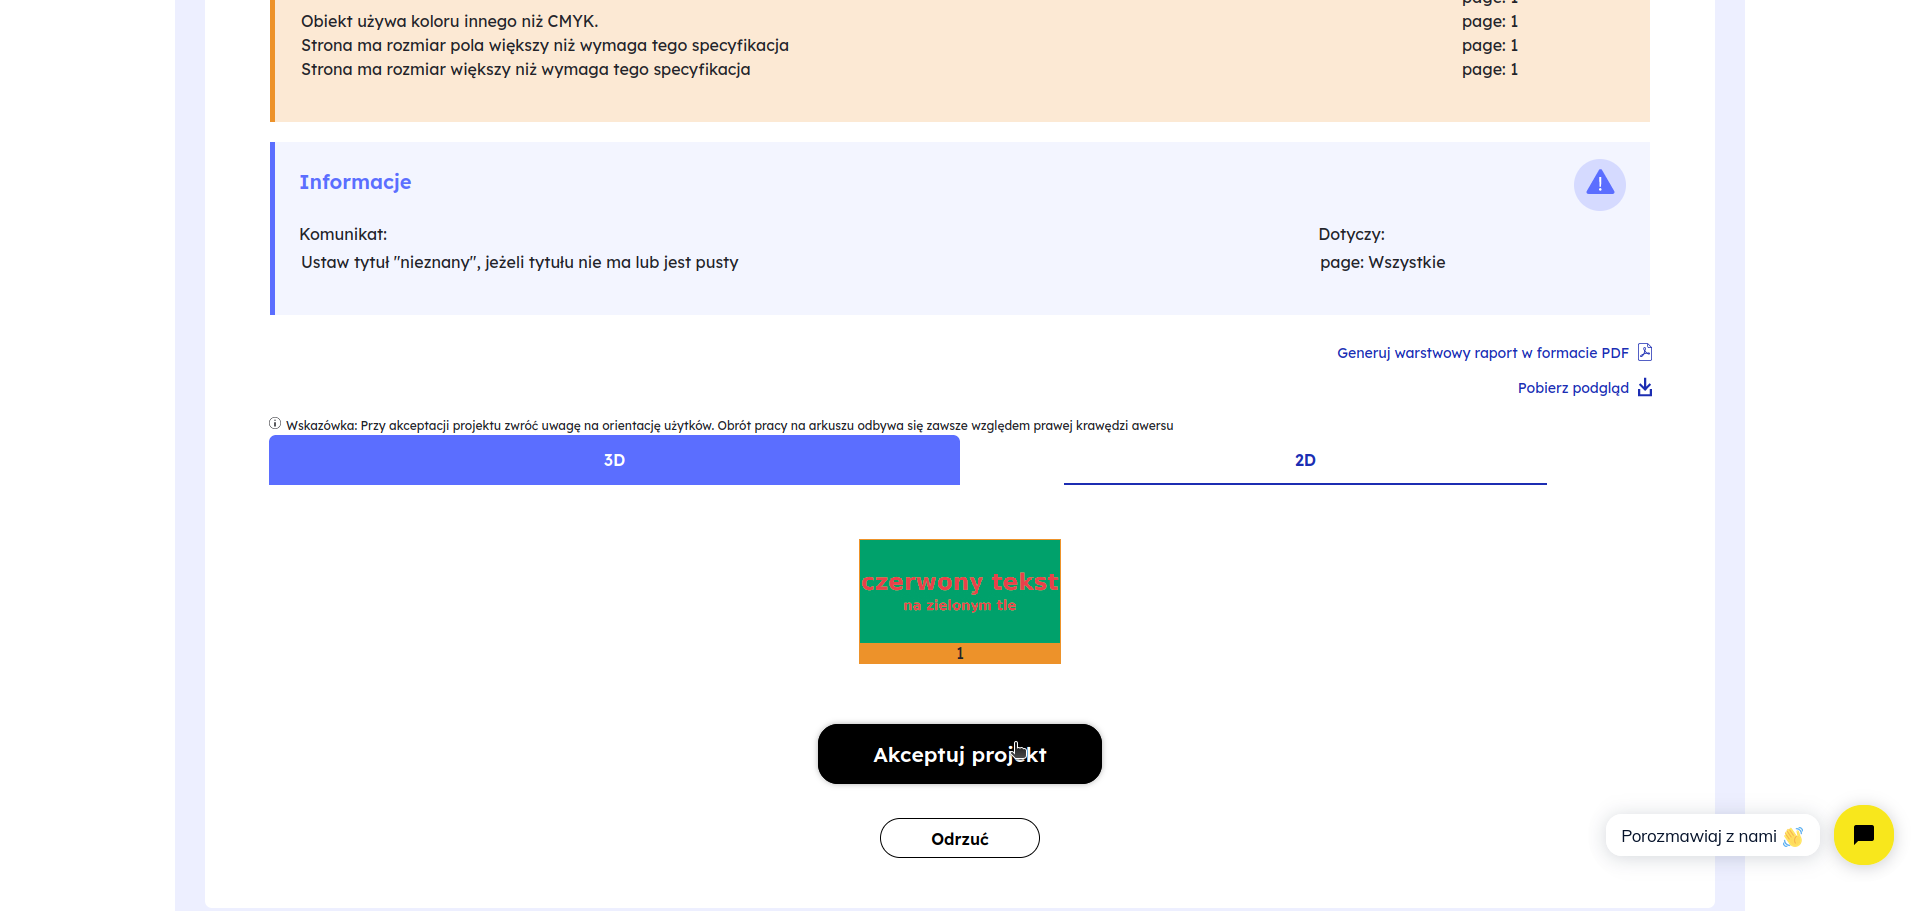 page: 1
Obiekt używa koloru innego niż CMYK. page: 1
Strona ma rozmiar pola większy niż wymaga tego specyfikacja page: 1
Strona ma rozmiar większy niż wymaga tego specyfikacja page: 1
Informacje
Komunikat: Dotyczy:
Ustaw tytuł "nieznany", jeżeli tytułu nie ma lub jest pusty page: Wszystkie
Generuj warstwowy raport w formacie PDF
Pobierz podgląd
Wskazówka: Przy akceptacji projektu zwróć uwagę na orientację użytków. Obrót pracy na arkuszu odbywa się zawsze względem prawej krawędzi awersu
3D 2D
czerwony tekst
na zielonym tle
1
Akceptuj projekt
Odrzuć
Porozmawiaj z nami 👋